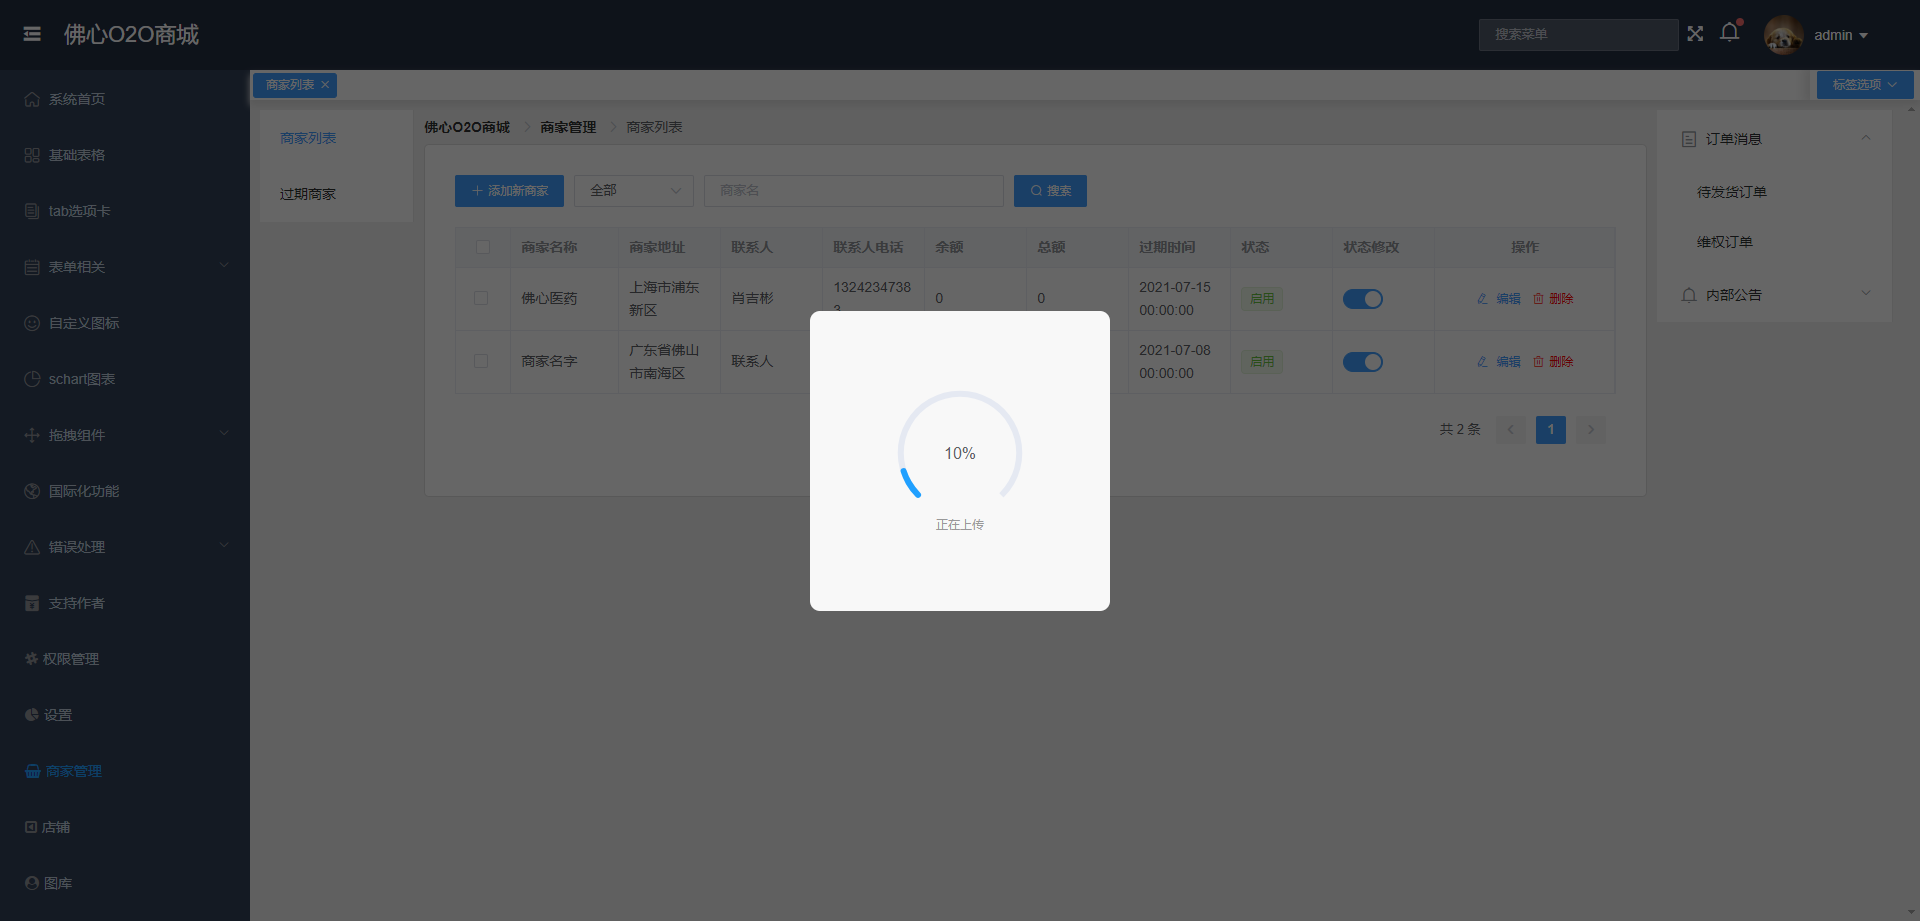 佛心O2O商城
搜索菜单
admin
系统首页
基础表格
tab选项卡
表单相关
自定义图标
schart图表
拖拽组件
国际化功能
错误处理
支持作者
权限管理
设置
商家管理
店铺
图库
商家列表
标签选项
商家列表
过期商家
佛心O2O商城 商家管理 商家列表
添加新商家 全部 商家名 搜索
商家名称 商家地址 联系人 联系人电话 余额 总额 过期时间 状态 状态修改 操作
佛心医药 上海市浦东 肖吉彬 1324234738 0 0 2021-07-15 启用 编辑 删除
新区 00:00:00
商家名字 广东省佛山 联系人 2021-07-08 启用 编辑 删除
市南海区 00:00:00
共 2 条 1
10%
正在上传
订单消息
待发货订单
维权订单
内部公告